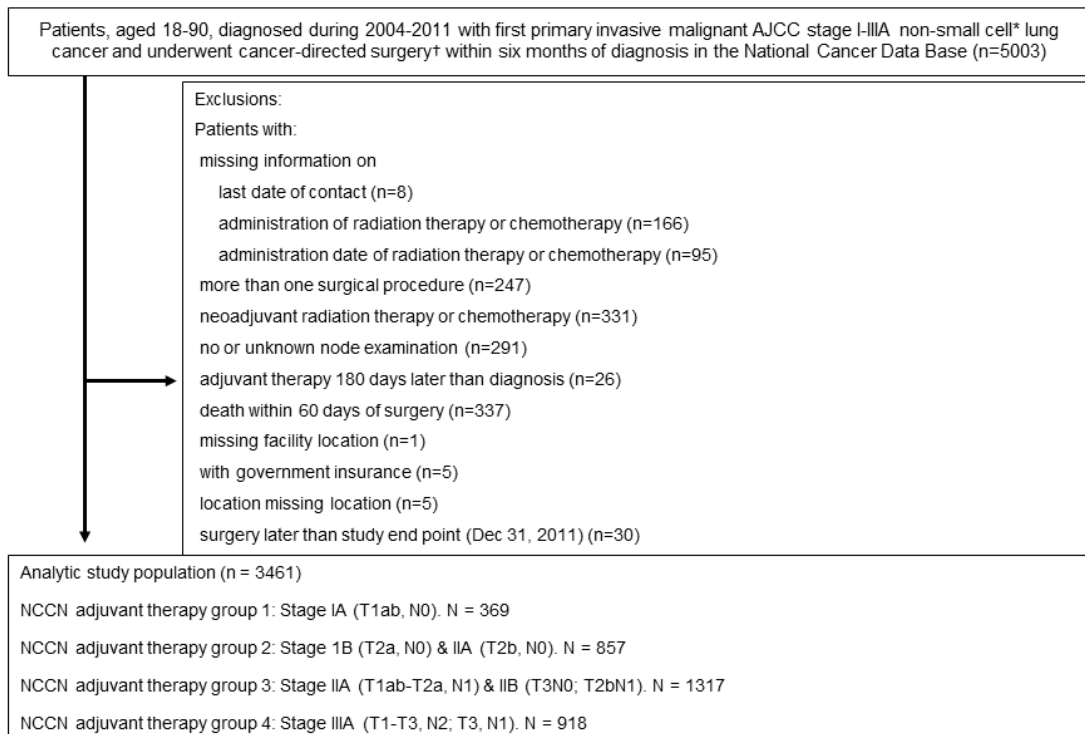 Patients, aged 18-90, diagnosed during 2004-2011 with first primary invasive malignant AJCC stage I-IIIA non-small cell* lung
cancer and underwent cancer-directed surgery† within six months of diagnosis in the National Cancer Data Base (n=5003)
Exclusions:
Patients with:
missing information on
last date of contact (n=8)
administration of radiation therapy or chemotherapy (n=166)
administration date of radiation therapy or chemotherapy (n=95)
more than one surgical procedure (n=247)
neoadjuvant radiation therapy or chemotherapy (n=331)
no or unknown node examination (n=291)
adjuvant therapy 180 days later than diagnosis (n=26)
death within 60 days of surgery (n=337)
missing facility location (n=1)
with government insurance (n=5)
location missing location (n=5)
surgery later than study end point (Dec 31, 2011) (n=30)
Analytic study population (n = 3461)
NCCN adjuvant therapy group 1: Stage IA (T1ab, N0). N = 369
NCCN adjuvant therapy group 2: Stage 1B (T2a, N0) & IIA (T2b, N0). N = 857
NCCN adjuvant therapy group 3: Stage IIA (T1ab-T2a, N1) & IIB (T3N0; T2bN1). N = 1317
NCCN adjuvant therapy group 4: Stage IIIA (T1-T3, N2; T3, N1). N = 918